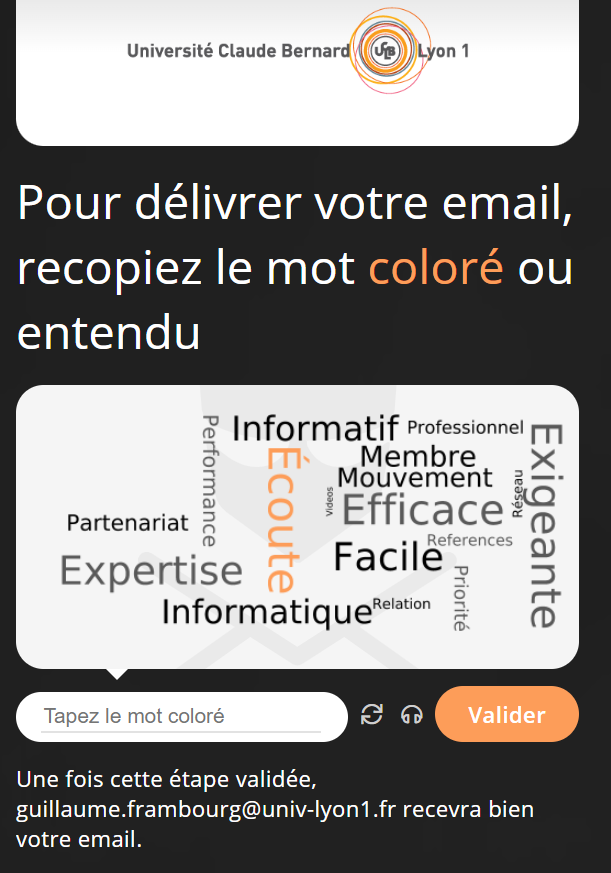 Université Claude Bernard UCB Lyon 1
Pour délivrer votre email,
recopiez le mot coloré ou
entendu
Performance
Informatif
Professionnel
Écoute
Membre
Mouvement
Videos
Efficace
Réseau
Exigeante
Partenariat
References
Expertise
Facile
Priorité
Informatique
Relation
Tapez le mot coloré
Valider
Une fois cette étape validée,
guillaume.frambourg@univ-lyon1.fr recevra bien
votre email.